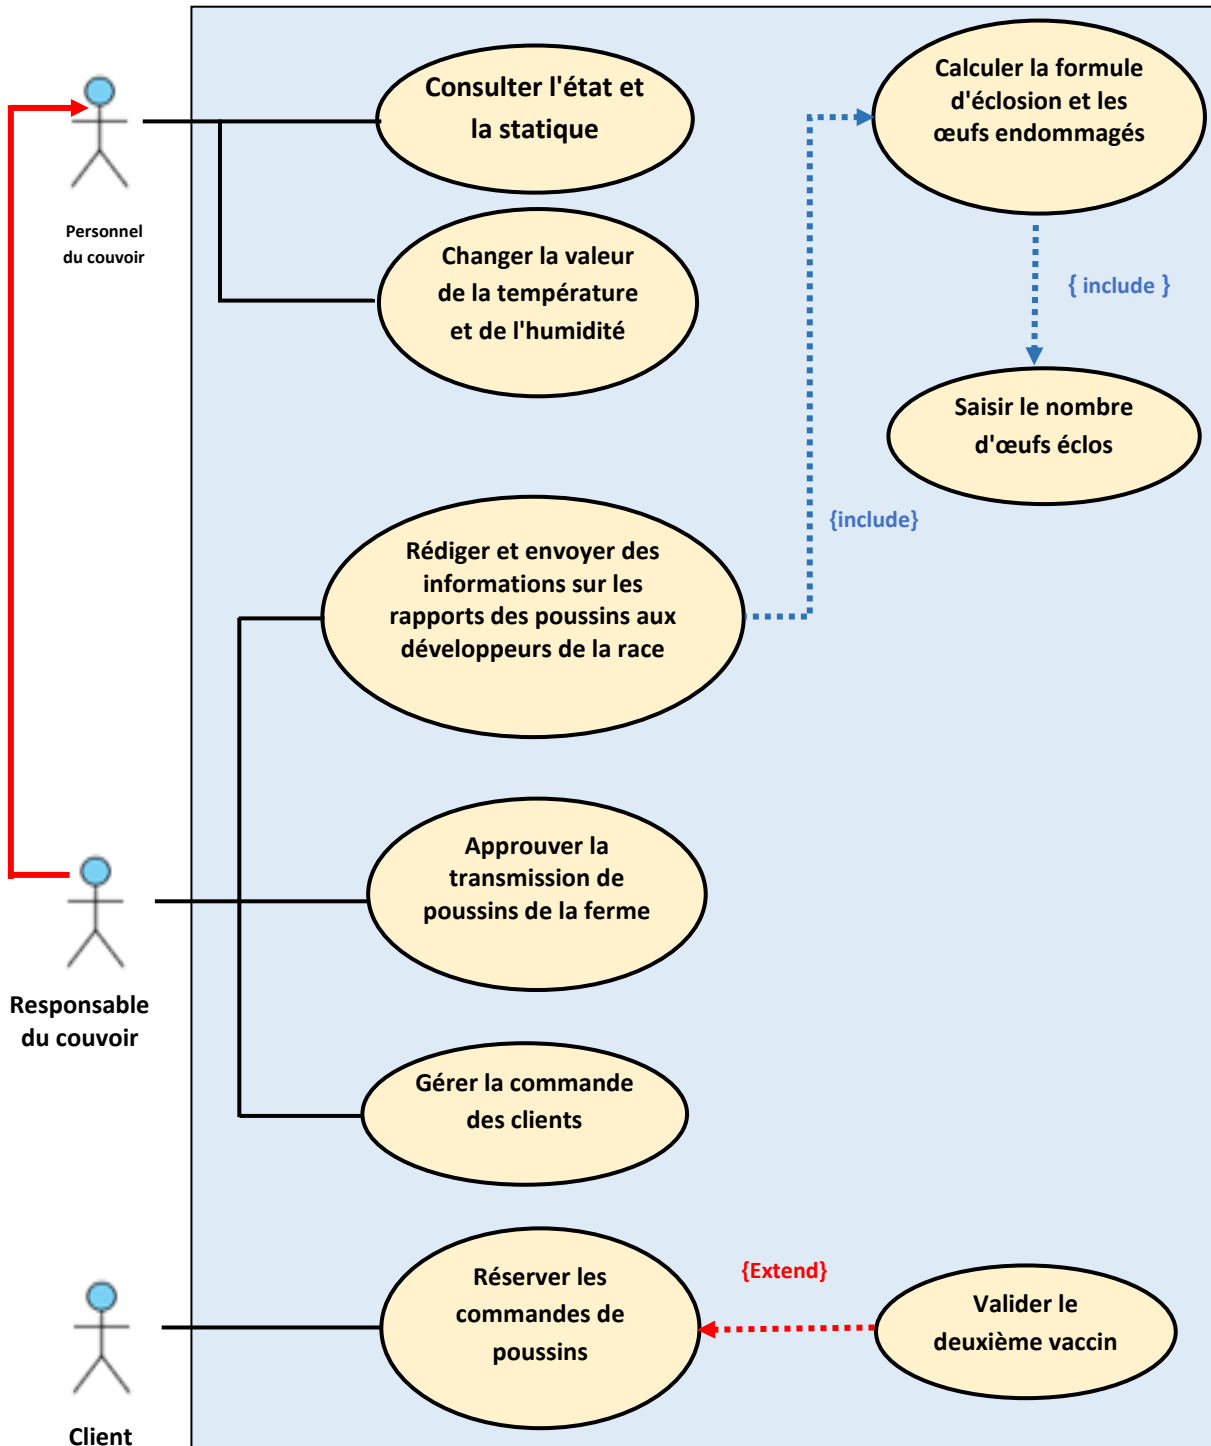 Consulter l'état et
la statique
Calculer la formule
d'éclosion et les
œufs endommagés
Personnel
du couvoir
Changer la valeur
de la température
et de l'humidité
{ include }
Saisir le nombre
d'œufs éclos
{include}
Rédiger et envoyer des
informations sur les
rapports des poussins aux
développeurs de la race
Approuver la
transmission de
poussins de la ferme
Responsable
du couvoir
Gérer la commande
des clients
Réserver les
commandes de
poussins
{Extend}
Valider le
deuxième vaccin
Client